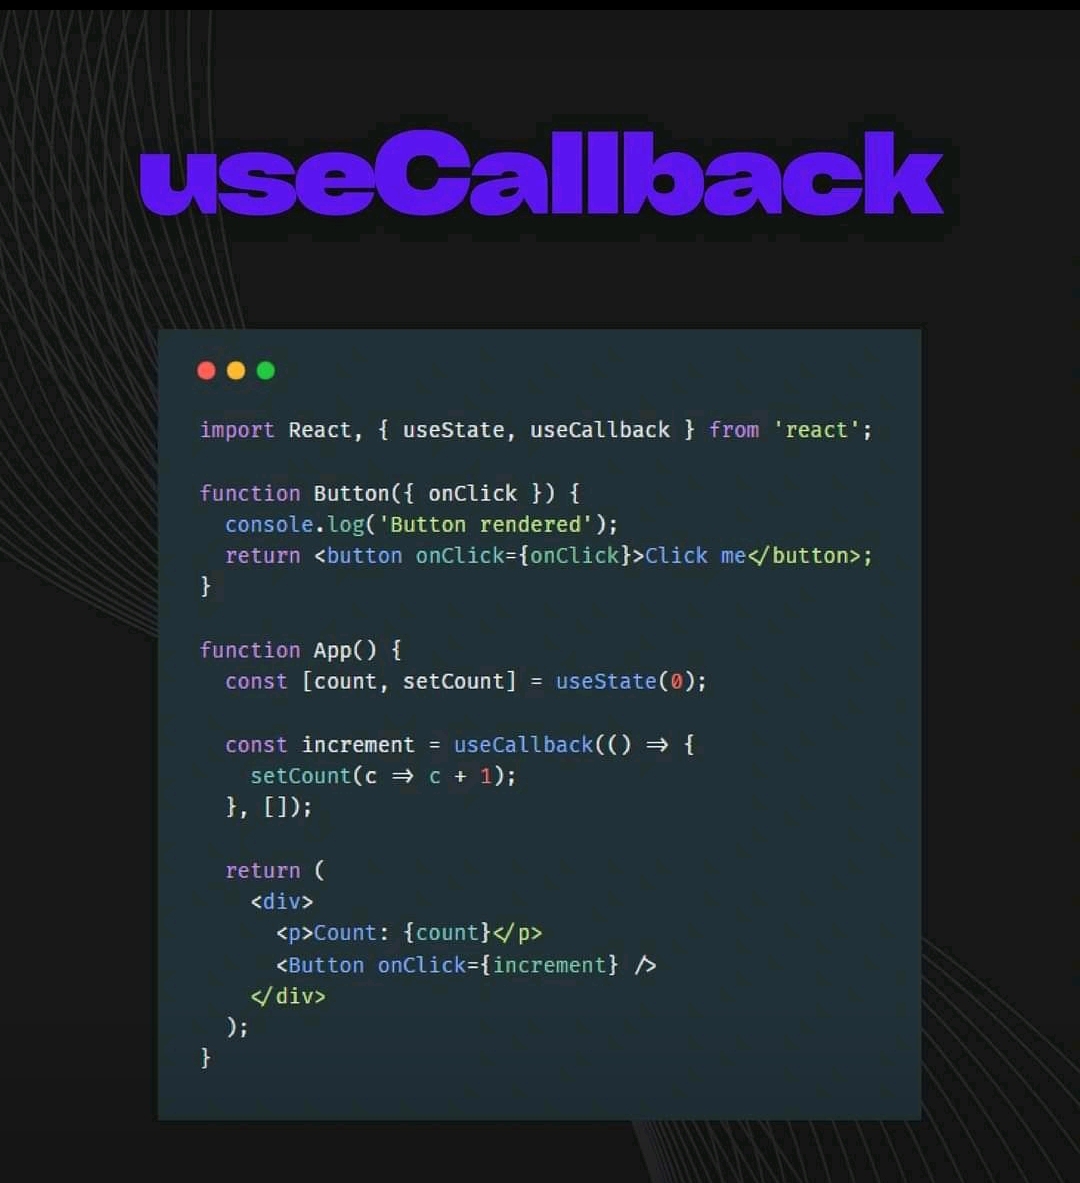 useCallback
import React, { useState, useCallback } from 'react';
function Button({ onClick }) {
  console.log('Button rendered');
  return <button onClick={onClick}>Click me</button>;
}
function App() {
  const [count, setCount] = useState(0);
  const increment = useCallback(() => {
    setCount(c => c + 1);
  }, []);
  return (
    <div>
      <p>Count: {count}</p>
      <Button onClick={increment} />
    </div>
  );
}